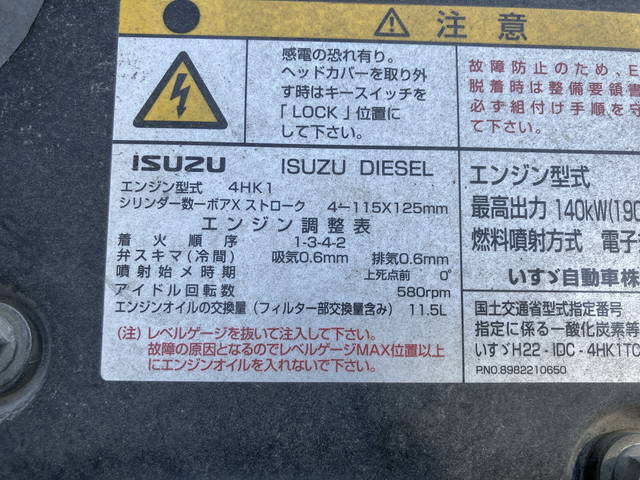 注意
感電の恐れ有り。
ヘッドカバーを取り外
す時はキースイッチを
「LOCK」位置に
して下さい。
故障防止のため、E
脱着時は整備要領書
必ず組付け手順を守
て下さい。
ISUZU ISUZU DIESEL
エンジン型式 4HK1
シリンダー数ーボアX ストローク 4ー115X125mm
エンジン調整表
着火順序 1-3-4-2
弁スキマ(冷間) 吸気0.6mm 排気0.6mm
噴射始メ時期 上死点前 0°
アイドル回転数 580rpm
エンジンオイルの交換量 (フィルター部交換量含み) 11.5L
(注) レベルゲージを抜いて注入して下さい。
故障の原因となるのでレベルゲージMAX位置以上
にエンジンオイルを入れないで下さい。
エンジン型式
最高出力 140kW(190
燃料噴射方式 電子
いすゞ自動車株
国土交通省型式指定番号
指定に係る一酸化炭素等
いすゞH22-IDC-4HK1TC
P.NO.8982210650